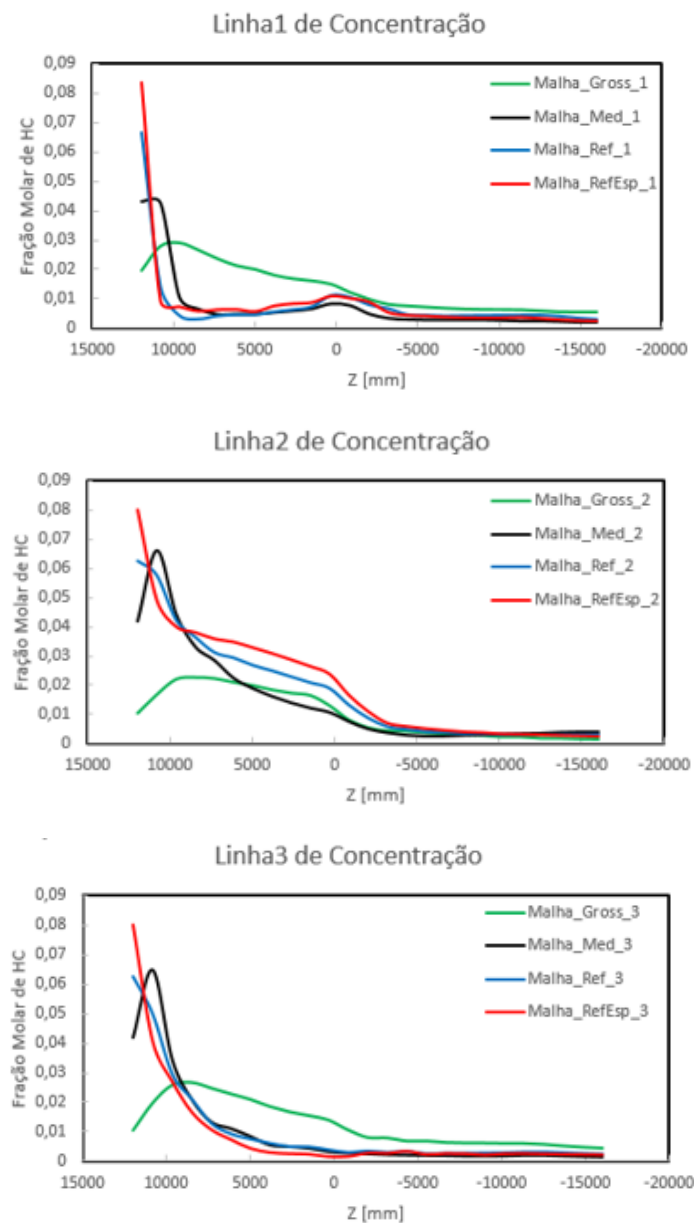 Linha1 de Concentração
0,09
0,08
0,07
0,06
0,05
0,04
0,03
0,02
0,01
0
Fração Molar de HC
Malha_Gross_1
Malha_Med_1
Malha_Ref_1
Malha_RefEsp_1
15000 10000 5000 0 -5000 -10000 -15000 -20000
Z [mm]
Linha2 de Concentração
0,09
0,08
0,07
0,06
0,05
0,04
0,03
0,02
0,01
0
Fração Molar de HC
Malha_Gross_2
Malha_Med_2
Malha_Ref_2
Malha_RefEsp_2
15000 10000 5000 0 -5000 -10000 -15000 -20000
Z [mm]
Linha3 de Concentração
0,09
0,08
0,07
0,06
0,05
0,04
0,03
0,02
0,01
0
Fração Molar de HC
Malha_Gross_3
Malha_Med_3
Malha_Ref_3
Malha_RefEsp_3
15000 10000 5000 0 -5000 -10000 -15000 -20000
Z [mm]